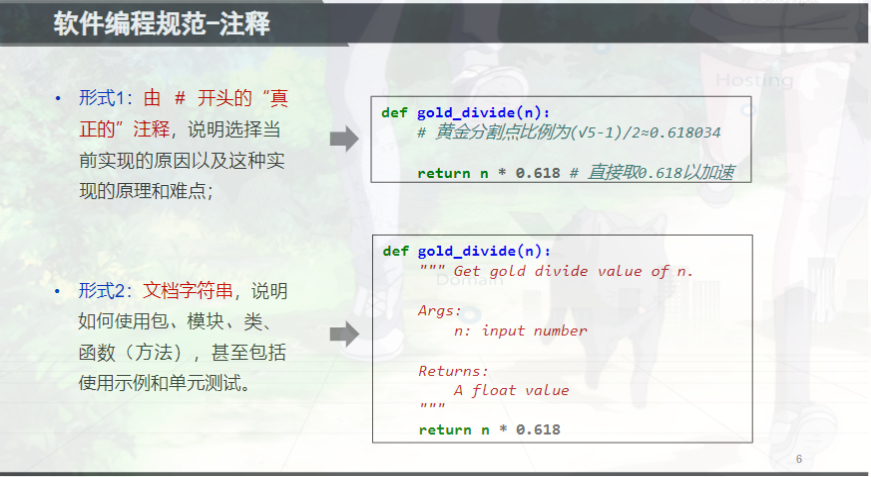 软件编程规范-注释
• 形式1：由 # 开头的“真
正的”注释，说明选择当
前实现的原因以及这种实
现的原理和难点；
def gold_divide(n):
# 黄金分割点比例为(√5-1)/2≈0.618034
return n * 0.618 # 直接取0.618以加速
• 形式2：文档字符串，说明
如何使用包、模块、类、
函数（方法），甚至包括
使用示例和单元测试。
def gold_divide(n):
""" Get gold divide value of n.
Args:
n: input number
Returns:
A float value
"""
return n * 0.618
Hosting
Domain
6